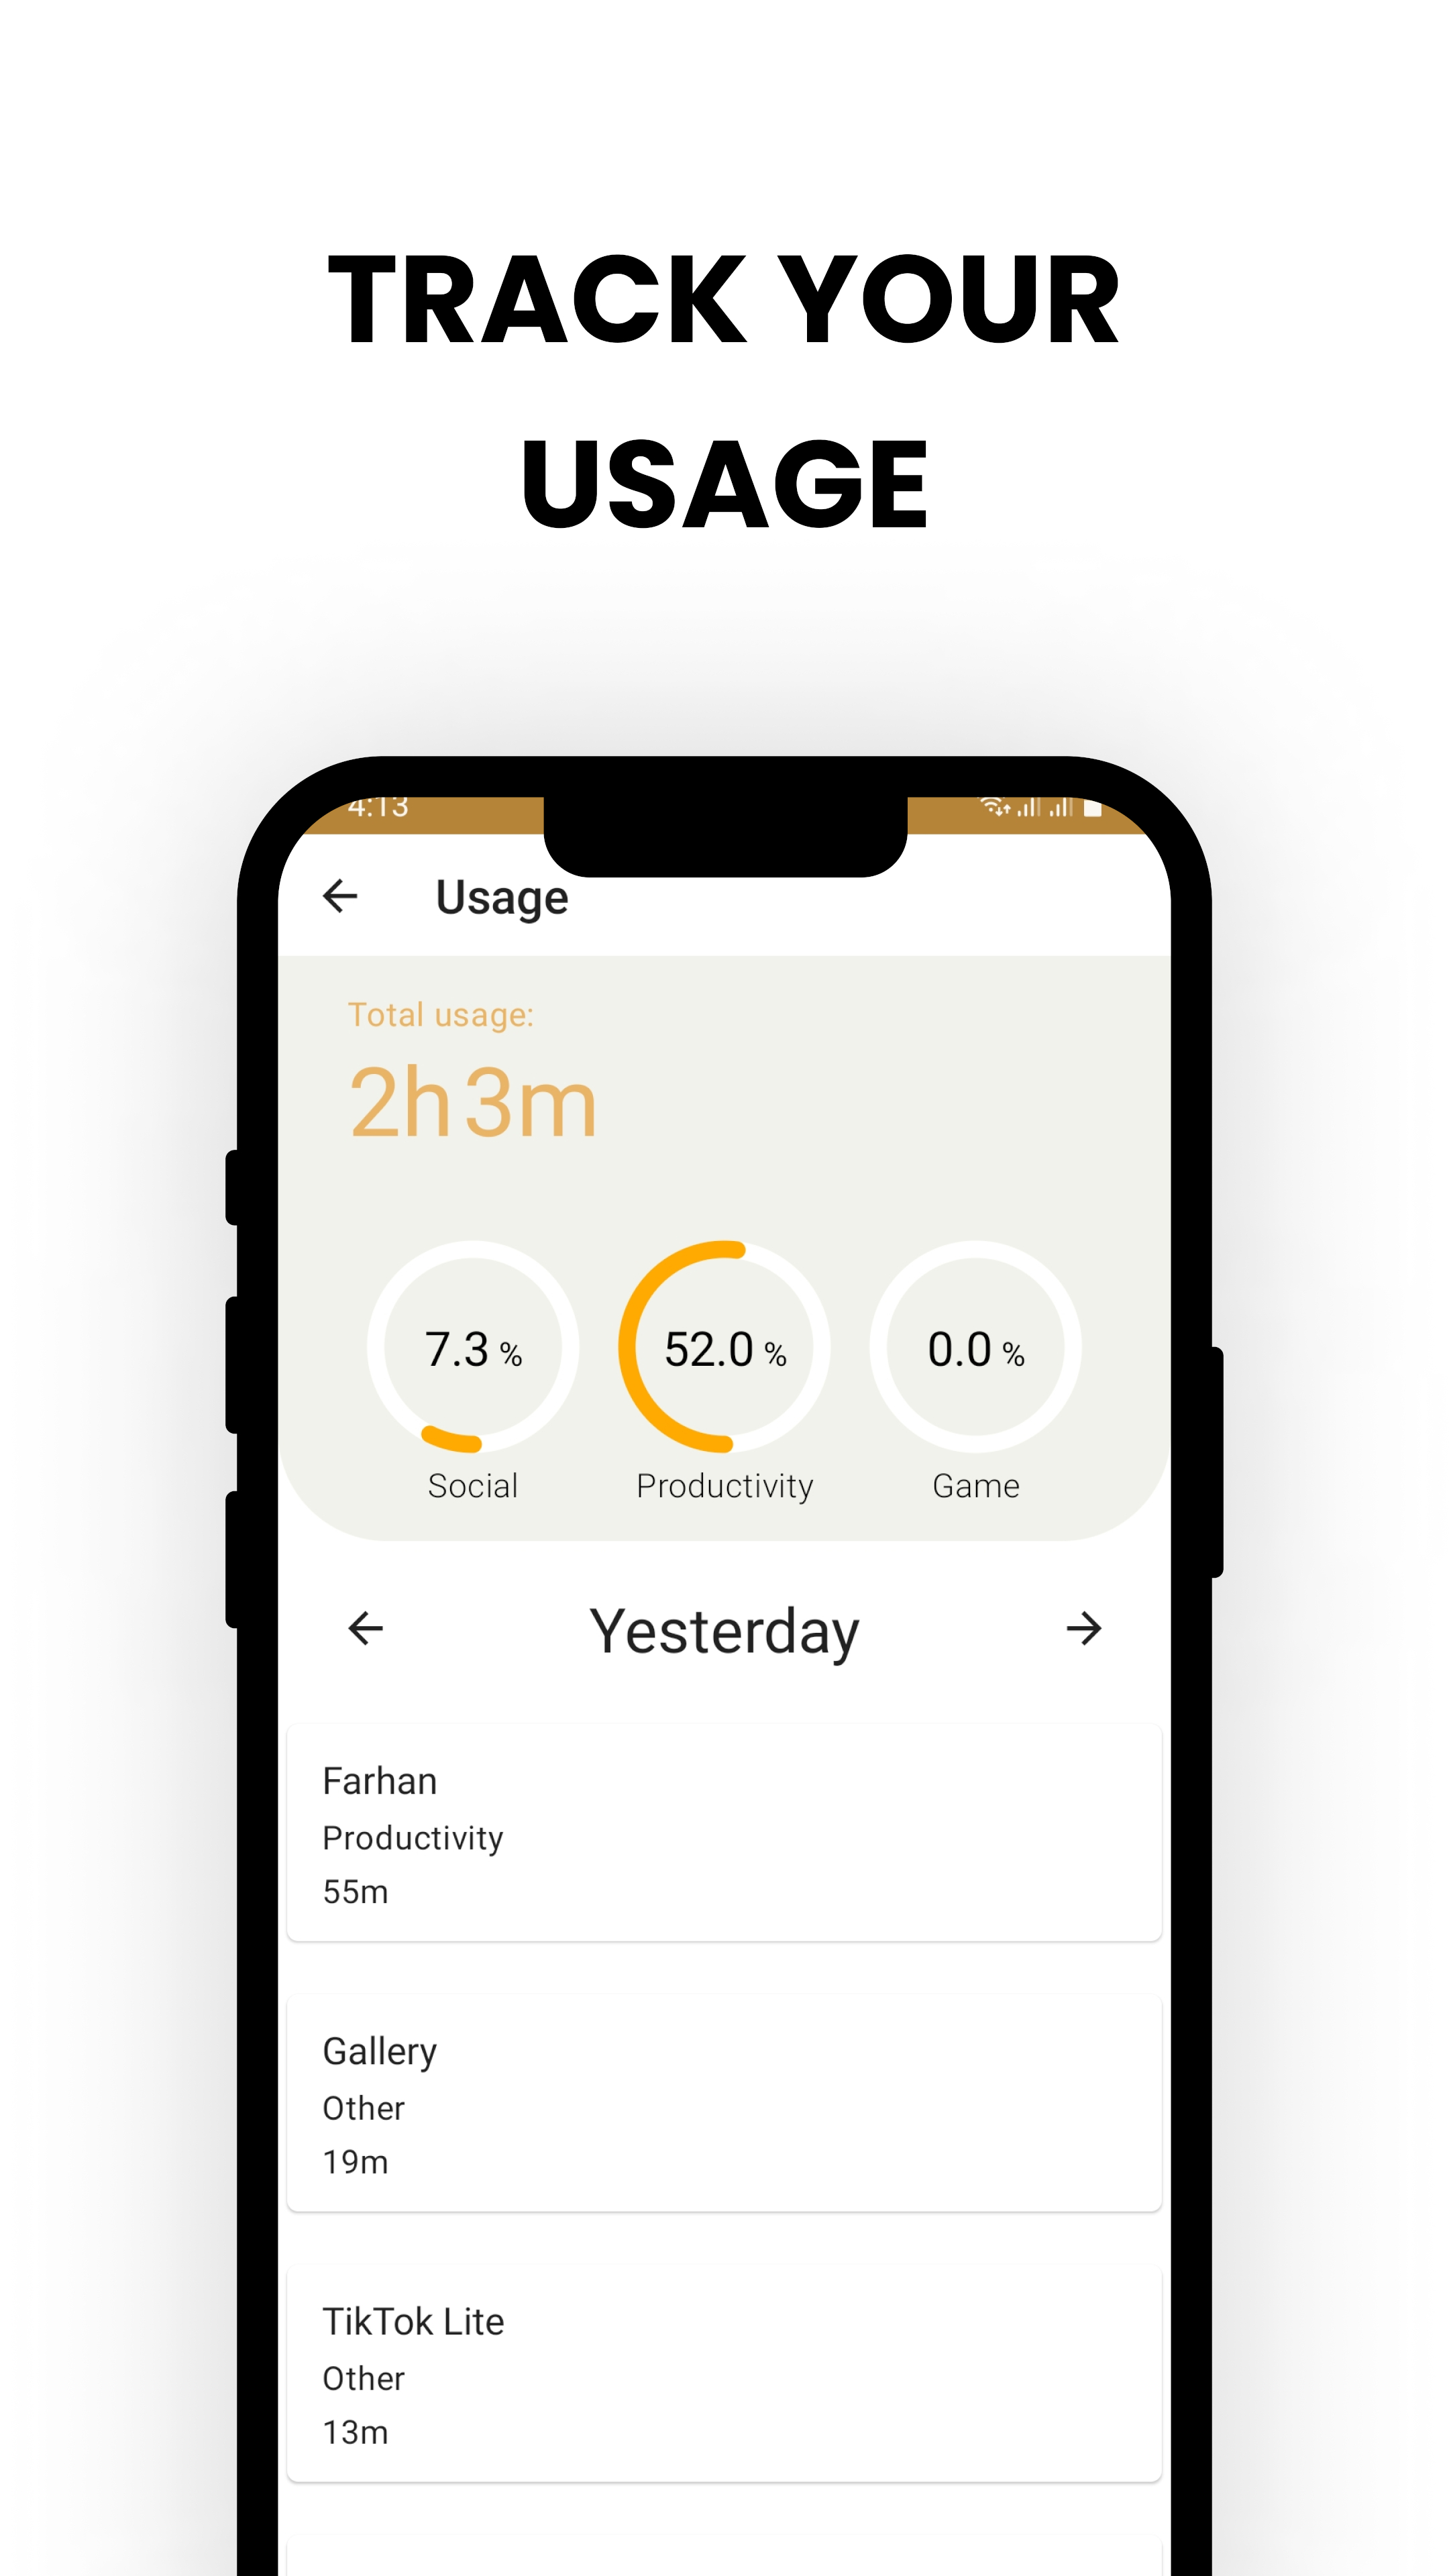 TRACK YOUR
USAGE
4:13
Usage
Total usage:
2h 3m
7.3 %
52.0 %
0.0 %
Social
Productivity
Game
Yesterday
Farhan
Productivity
55m
Gallery
Other
19m
TikTok Lite
Other
13m